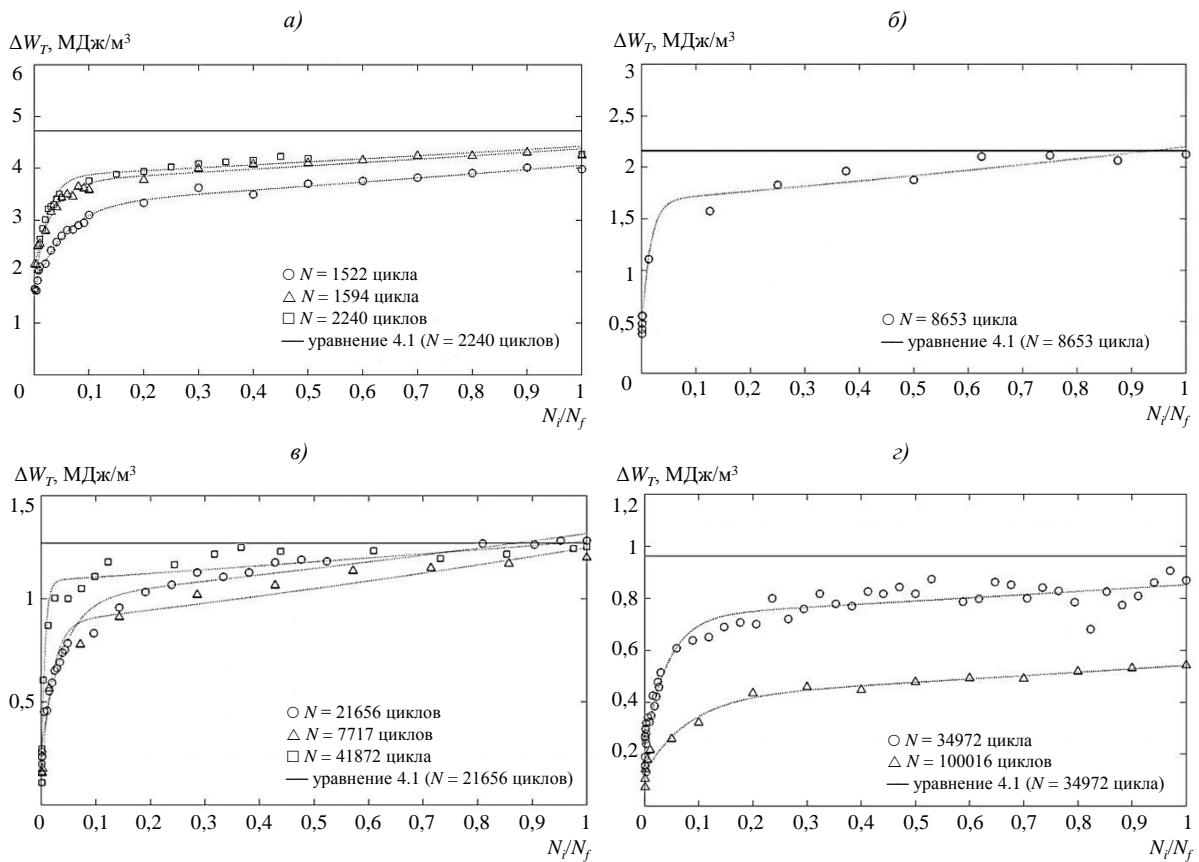 а)
ΔW_T, МДж/м³
6
5
4
3
2
1
0 0,1 0,2 0,3 0,4 0,5 0,6 0,7 0,8 0,9 1
N_i/N_f
N = 1522 цикла
N = 1594 цикла
N = 2240 циклов
уравнение 4.1 (N = 2240 циклов)
б)
ΔW_T, МДж/м³
3
2,5
2
1,5
1
0,5
0 0,1 0,2 0,3 0,4 0,5 0,6 0,7 0,8 0,9 1
N_i/N_f
N = 8653 цикла
уравнение 4.1 (N = 8653 цикла)
в)
ΔW_T, МДж/м³
1,5
1
0,5
0 0,1 0,2 0,3 0,4 0,5 0,6 0,7 0,8 0,9 1
N_i/N_f
N = 21656 циклов
N = 7717 циклов
N = 41872 цикла
уравнение 4.1 (N = 21656 циклов)
г)
ΔW_T, МДж/м³
1,2
1
0,8
0,6
0,4
0,2
0 0,1 0,2 0,3 0,4 0,5 0,6 0,7 0,8 0,9 1
N_i/N_f
N = 34972 цикла
N = 100016 циклов
уравнение 4.1 (N = 34972 цикла)